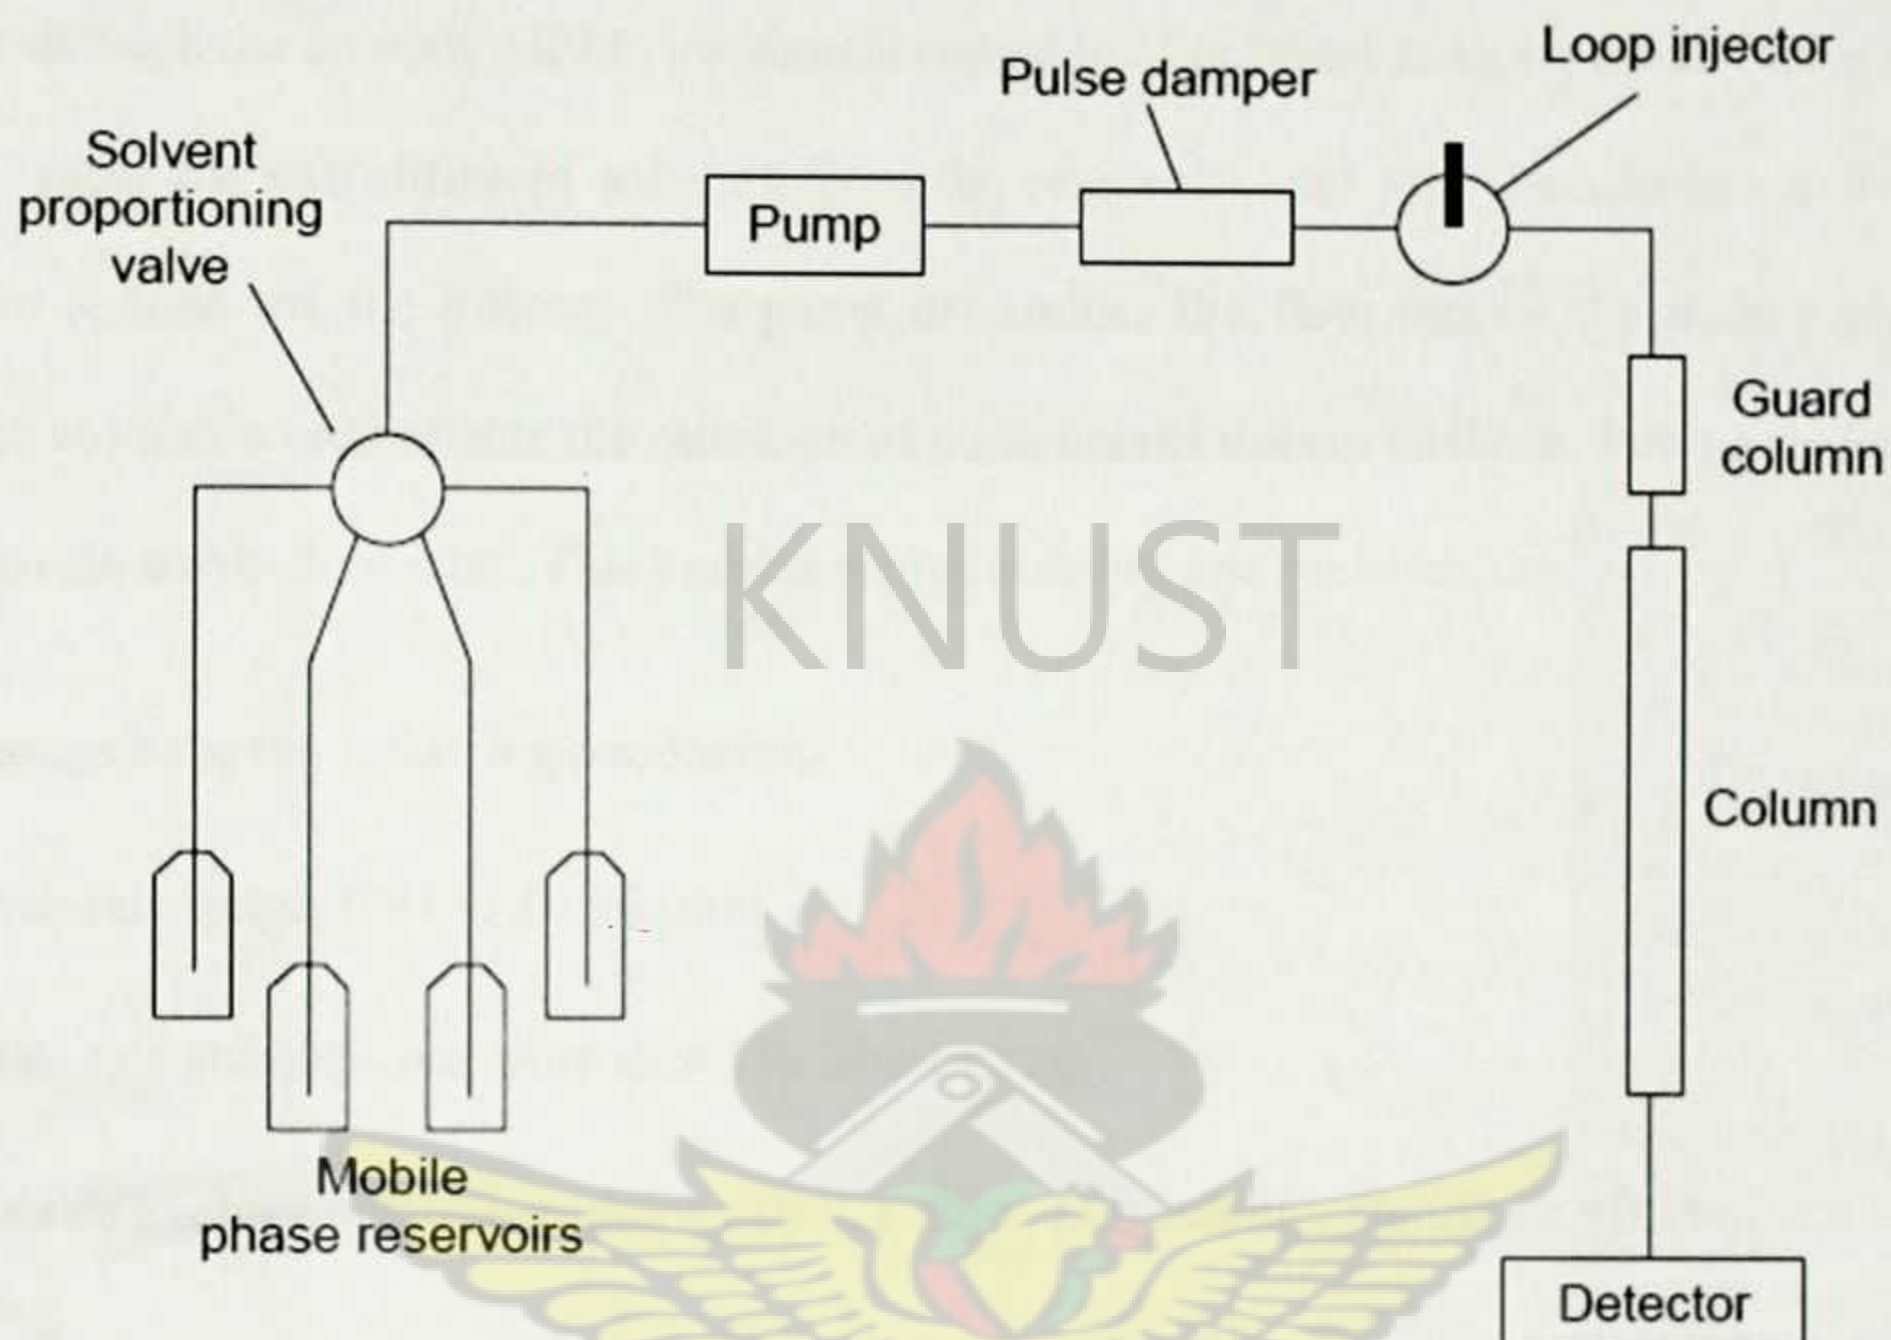 Loop injector
Pulse damper
Solvent
proportioning
valve
Pump
Guard
column
KNUST
Column
Mobile
phase reservoirs
Detector